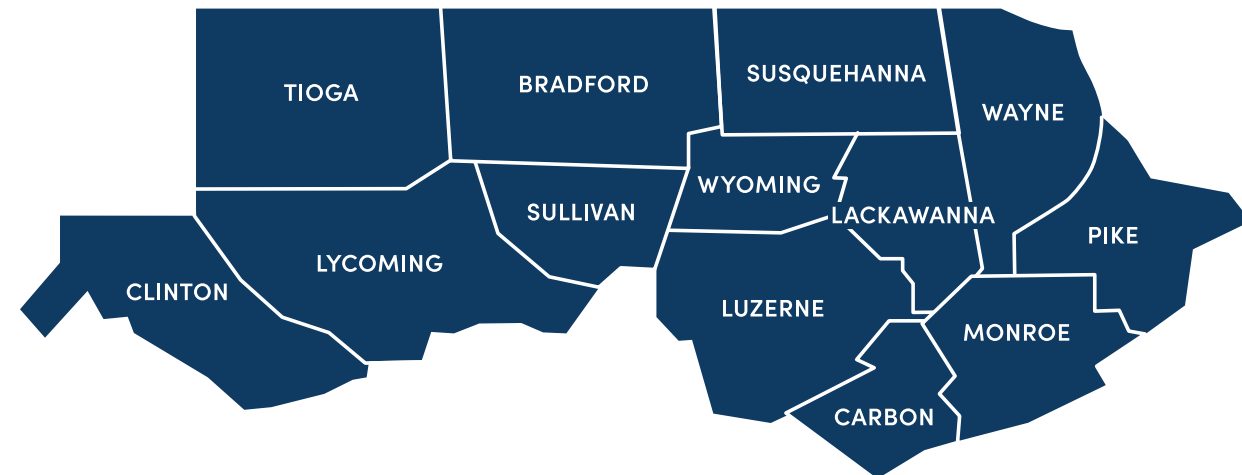 TIOGA
BRADFORD
SUSQUEHANNA
WAYNE
WYOMING
SULLIVAN
LACKAWANNA
PIKE
LYCOMING
CLINTON
LUZERNE
MONROE
CARBON